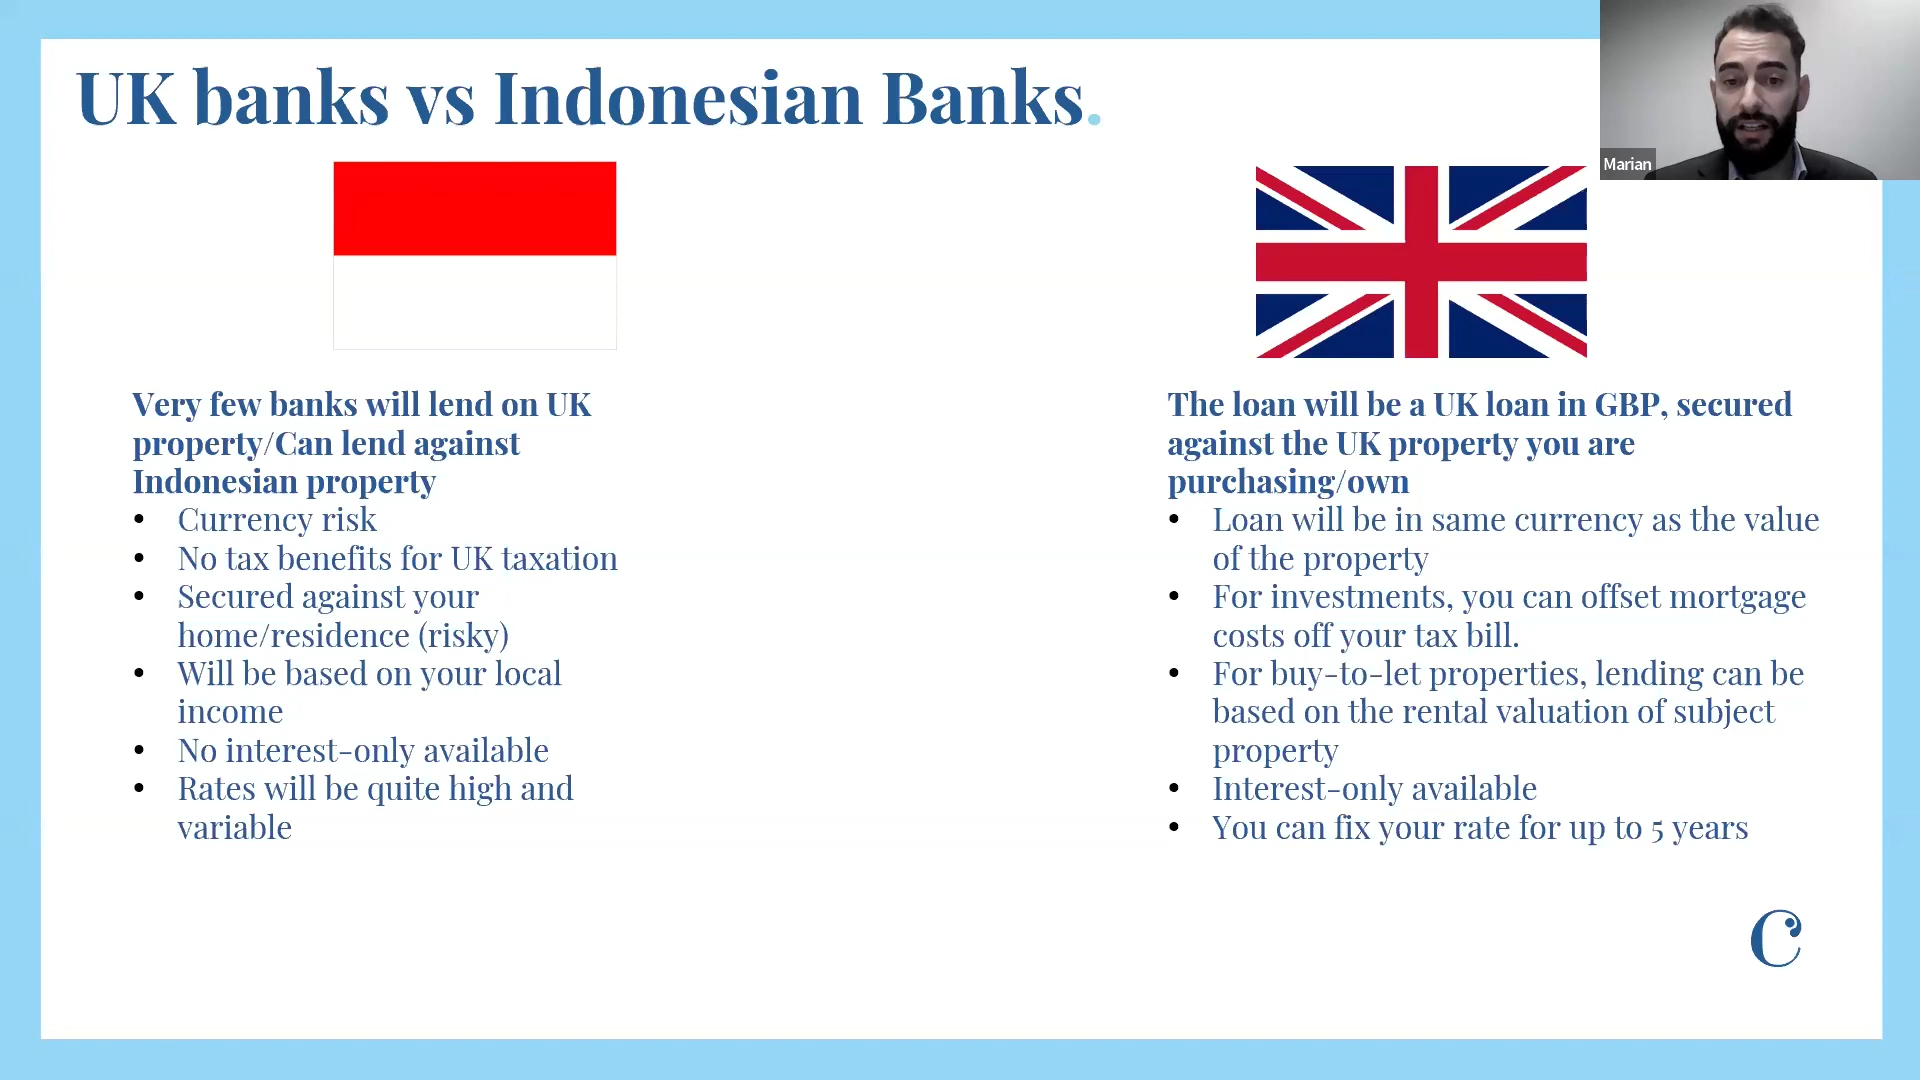 UK banks vs Indonesian Banks.
Marian
Very few banks will lend on UK
property/Can lend against
Indonesian property
• Currency risk
• No tax benefits for UK taxation
• Secured against your
home/residence (risky)
• Will be based on your local
income
• No interest-only available
• Rates will be quite high and
variable
The loan will be a UK loan in GBP, secured
against the UK property you are
purchasing/own
• Loan will be in same currency as the value
of the property
• For investments, you can offset mortgage
costs off your tax bill.
• For buy-to-let properties, lending can be
based on the rental valuation of subject
property
• Interest-only available
• You can fix your rate for up to 5 years
C